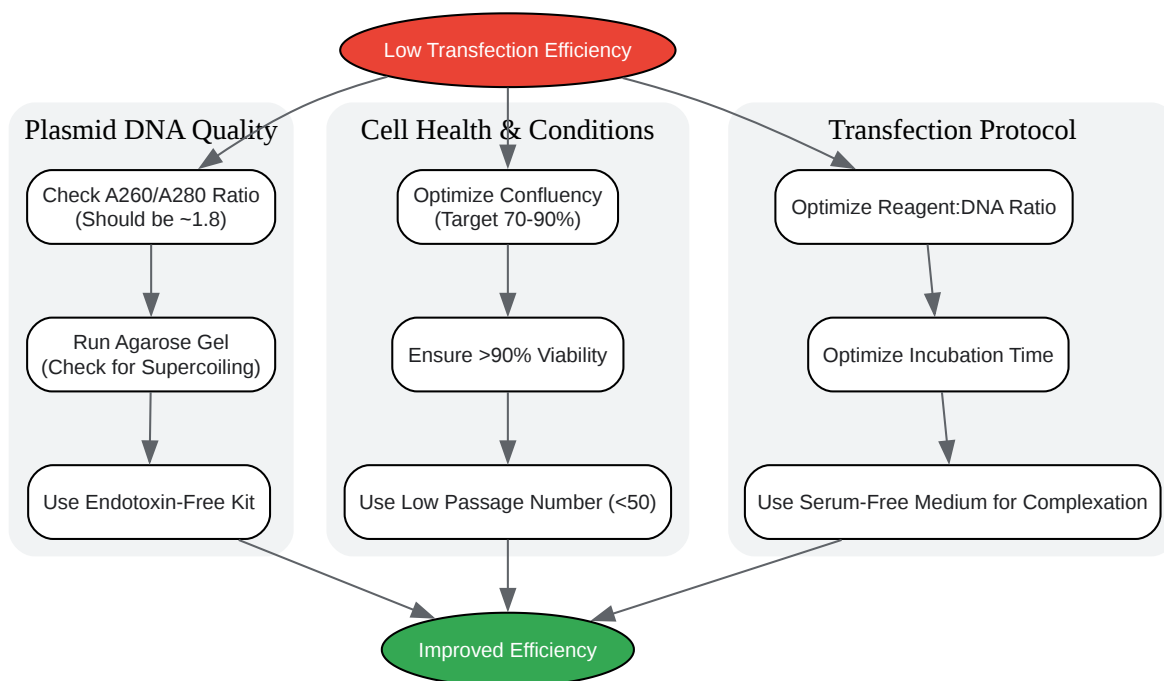 Low Transfection Efficiency
Plasmid DNA Quality
Check A260/A280 Ratio
(Should be ~1.8)
Run Agarose Gel
(Check for Supercoiling)
Use Endotoxin-Free Kit
Cell Health & Conditions
Optimize Confluency
(Target 70-90%)
Ensure >90% Viability
Use Low Passage Number (<50)
Transfection Protocol
Optimize Reagent:DNA Ratio
Optimize Incubation Time
Use Serum-Free Medium for Complexation
Improved Efficiency